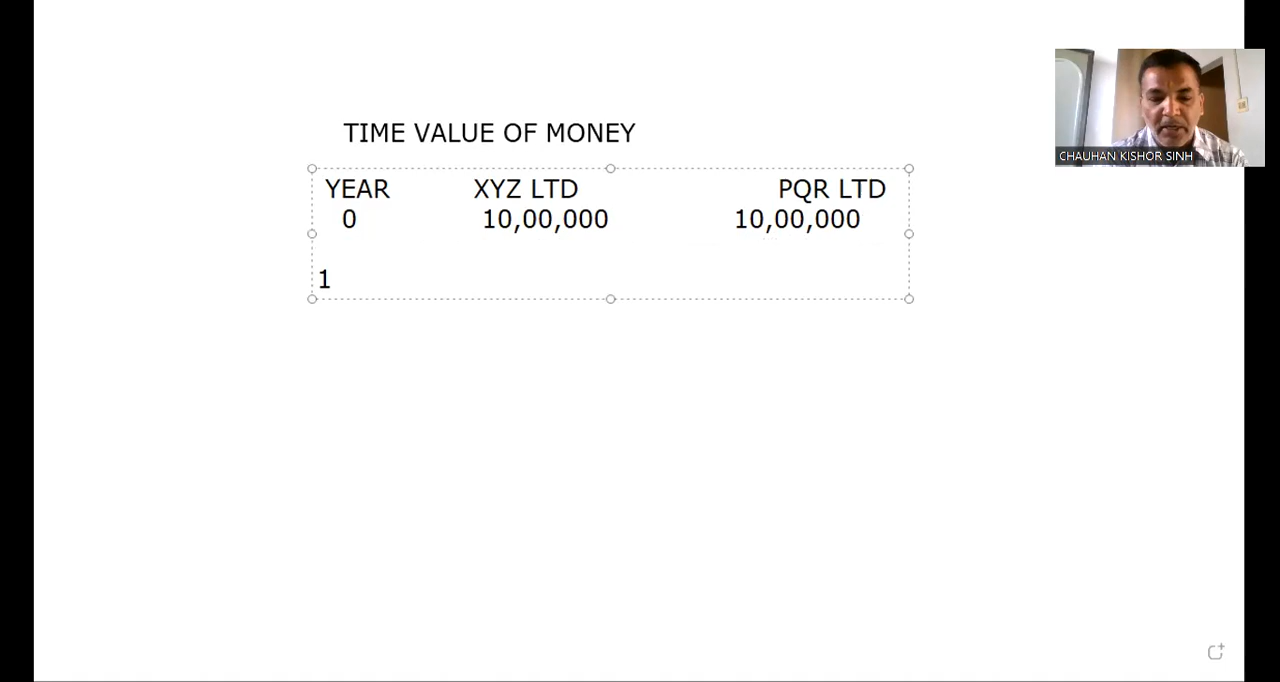 TIME VALUE OF MONEY
YEAR XYZ LTD PQR LTD
0 10,00,000 10,00,000
1
CHAUHAN KISHOR SINH